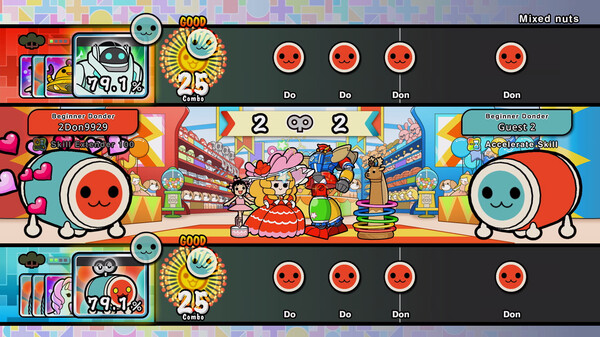 Mixed nuts
GOOD
79.1%
25
Combo
Do Do Don Don
Beginner Donder
2Don9929
Skill Extender 100
2 2
Beginner Donder
Guest 2
Accelerate Skill
GOOD
79.1%
25
Combo
Do Do Don Don